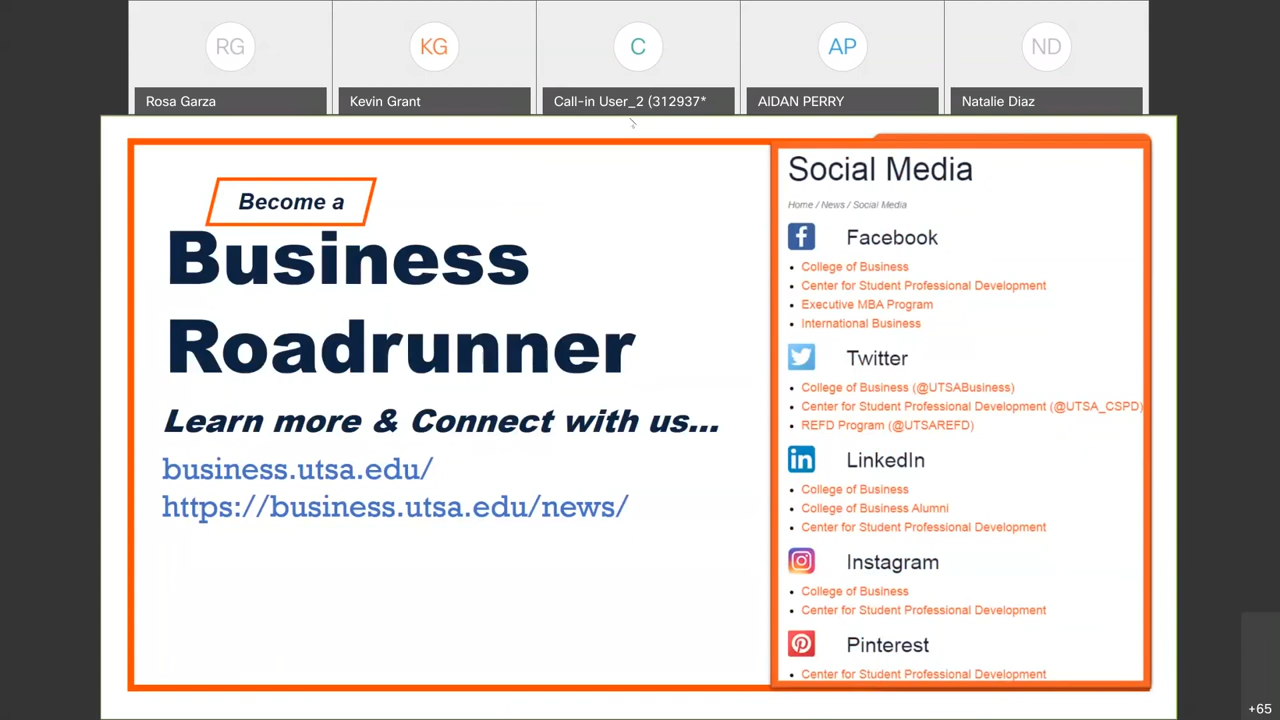 RG
KG
C
AP
ND
Rosa Garza
Kevin Grant
Call-in User_2 (312937*
AIDAN PERRY
Natalie Diaz
Become a
Business
Roadrunner
Learn more & Connect with us...
business.utsa.edu/
https://business.utsa.edu/news/
Social Media
Home / News / Social Media
Facebook
College of Business
Center for Student Professional Development
Executive MBA Program
International Business
Twitter
College of Business (@UTSABusiness)
Center for Student Professional Development (@UTSA_CSPD)
REFD Program (@UTSAREFD)
LinkedIn
College of Business
College of Business Alumni
Center for Student Professional Development
Instagram
College of Business
Center for Student Professional Development
Pinterest
Center for Student Professional Development
+65